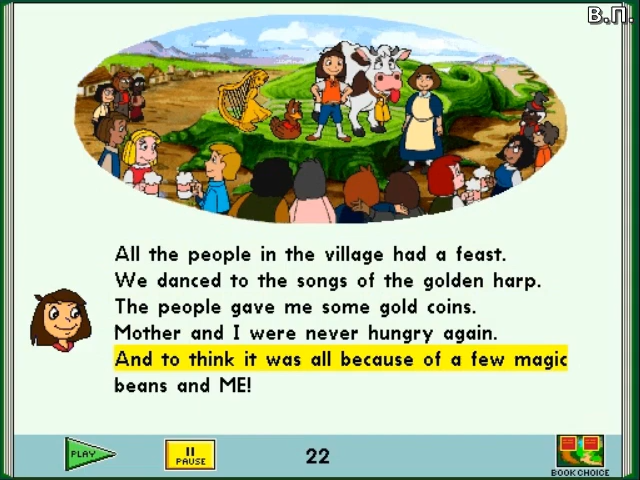 В.П.
All the people in the village had a feast.
We danced to the songs of the golden harp.
The people gave me some gold coins.
Mother and I were never hungry again.
And to think it was all because of a few magic
beans and ME!
PLAY
PAUSE
22
BOOK CHOICE